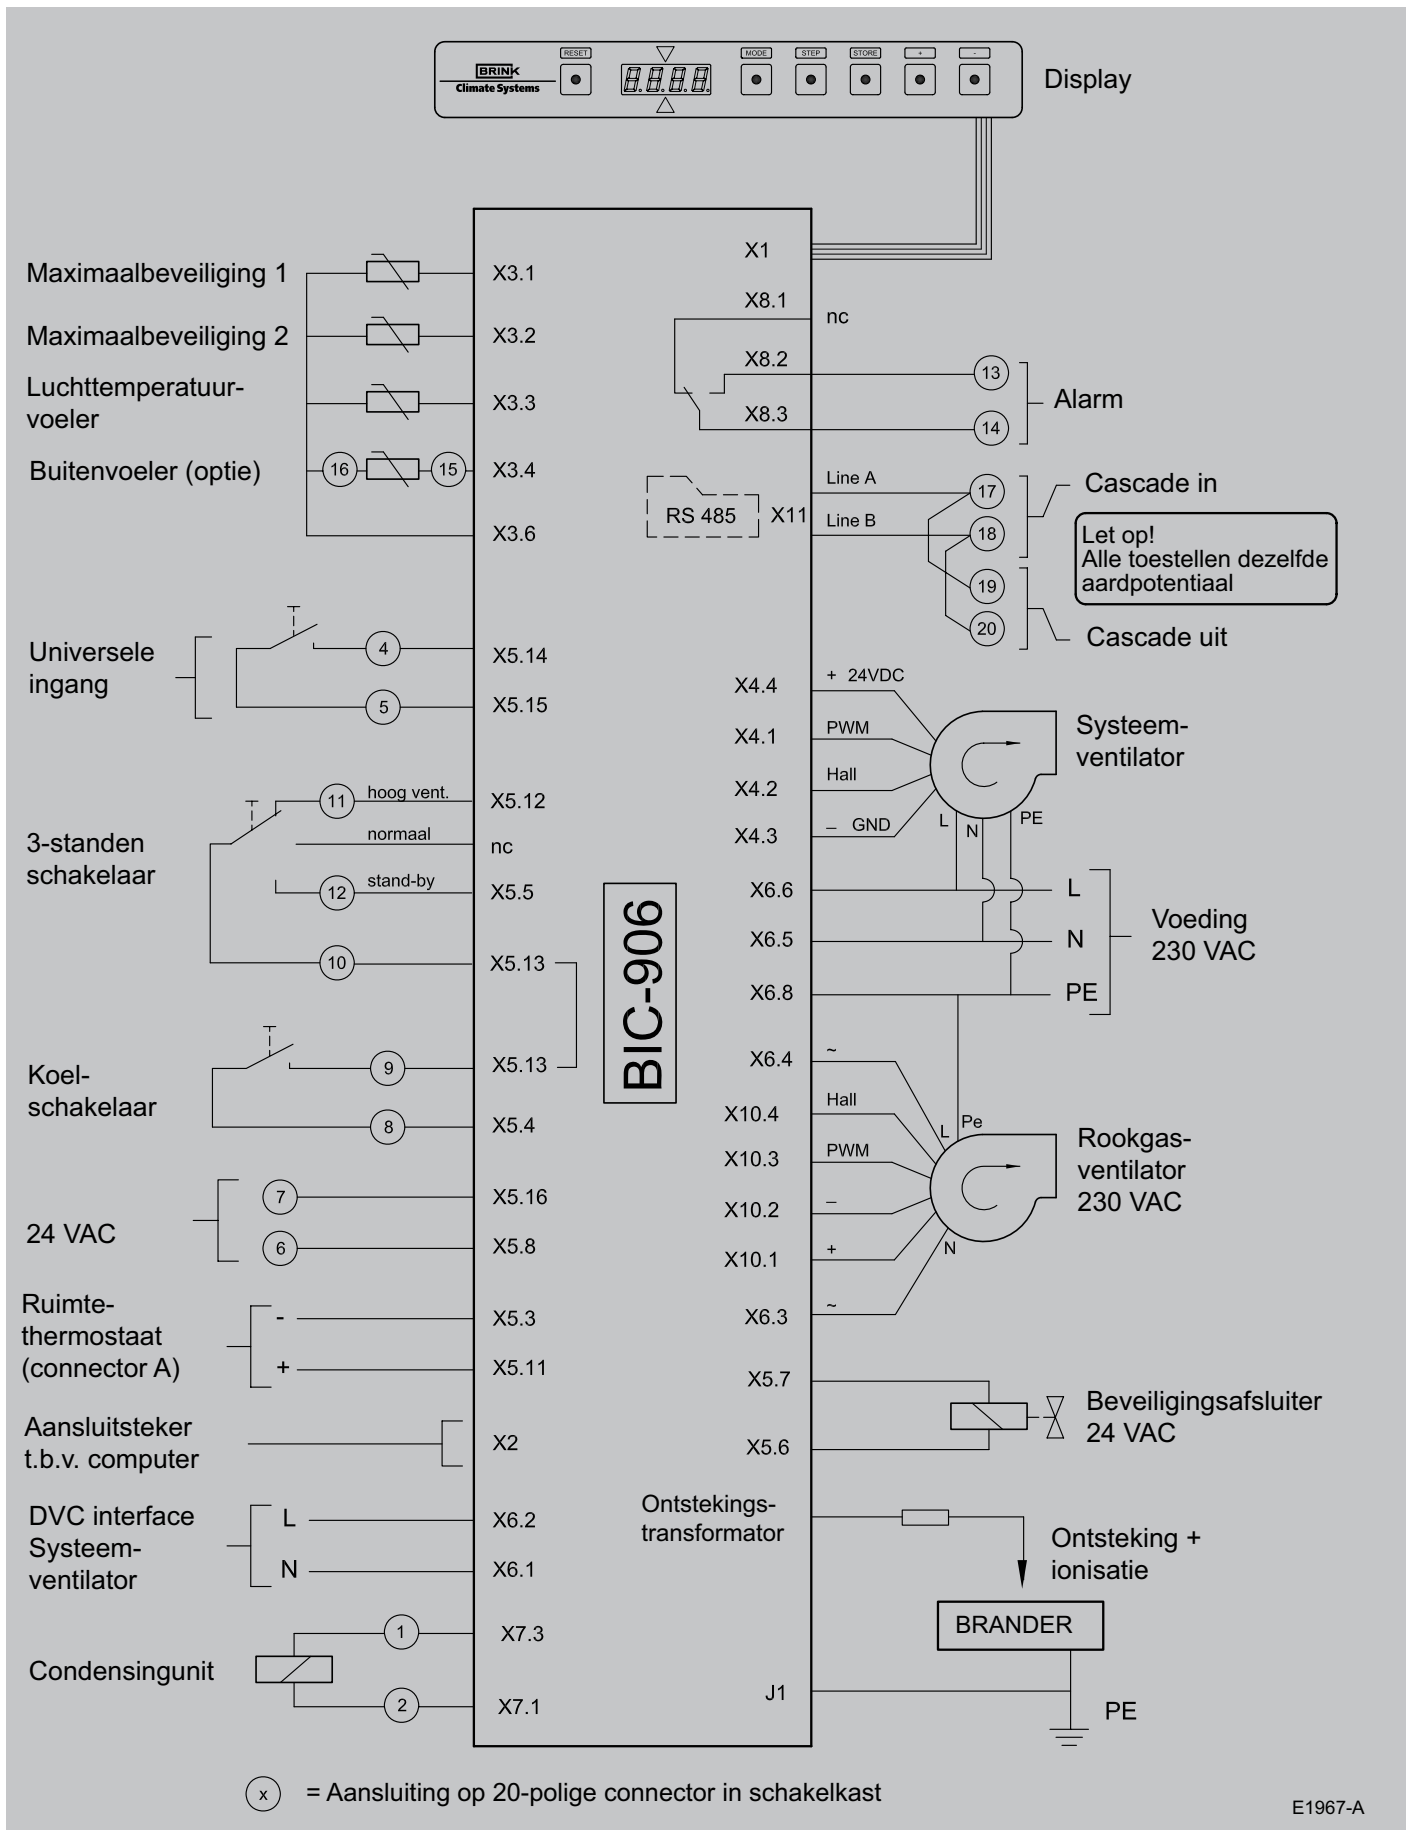 BRINK
Climate Systems
RESET
8.8.8.8
MODE
STEP
STORE
+
-
Display
X1
X8.1
nc
X8.2
13
X8.3
14
Alarm
Maximaalbeveiliging 1
X3.1
Maximaalbeveiliging 2
X3.2
Luchttemperatuur-
voeler
X3.3
Buitenvoeler (optie)
16
15
X3.4
X3.6
RS 485
X11
Line A
Line B
17
18
19
20
Cascade in
Let op!
Alle toestellen dezelfde
aardpotentiaal
Cascade uit
Universele
ingang
4
X5.14
5
X5.15
3-standen
schakelaar
11
hoog vent.
X5.12
normaal
nc
12
stand-by
X5.5
10
X5.13
Koel-
schakelaar
9
X5.13
8
X5.4
24 VAC
7
X5.16
6
X5.8
Ruimte-
thermostaat
(connector A)
-
X5.3
+
X5.11
Aansluitsteker
t.b.v. computer
X2
DVC interface
Systeem-
ventilator
L
X6.2
N
X6.1
Condensingunit
1
X7.3
2
X7.1
BIC-906
X4.4
+ 24VDC
X4.1
PWM
X4.2
Hall
X4.3
_ GND
L
N
PE
Systeem-
ventilator
X6.6
L
X6.5
N
X6.8
PE
Voeding
230 VAC
X6.4
~
X10.4
Hall
X10.3
PWM
X10.2
_
X10.1
+
X6.3
~
L
Pe
N
Rookgas-
ventilator
230 VAC
X5.7
X5.6
Beveiligingsafsluiter
24 VAC
Ontstekings-
transformator
Ontsteking +
ionisatie
BRANDER
J1
PE
x
= Aansluiting op 20-polige connector in schakelkast
E1967-A